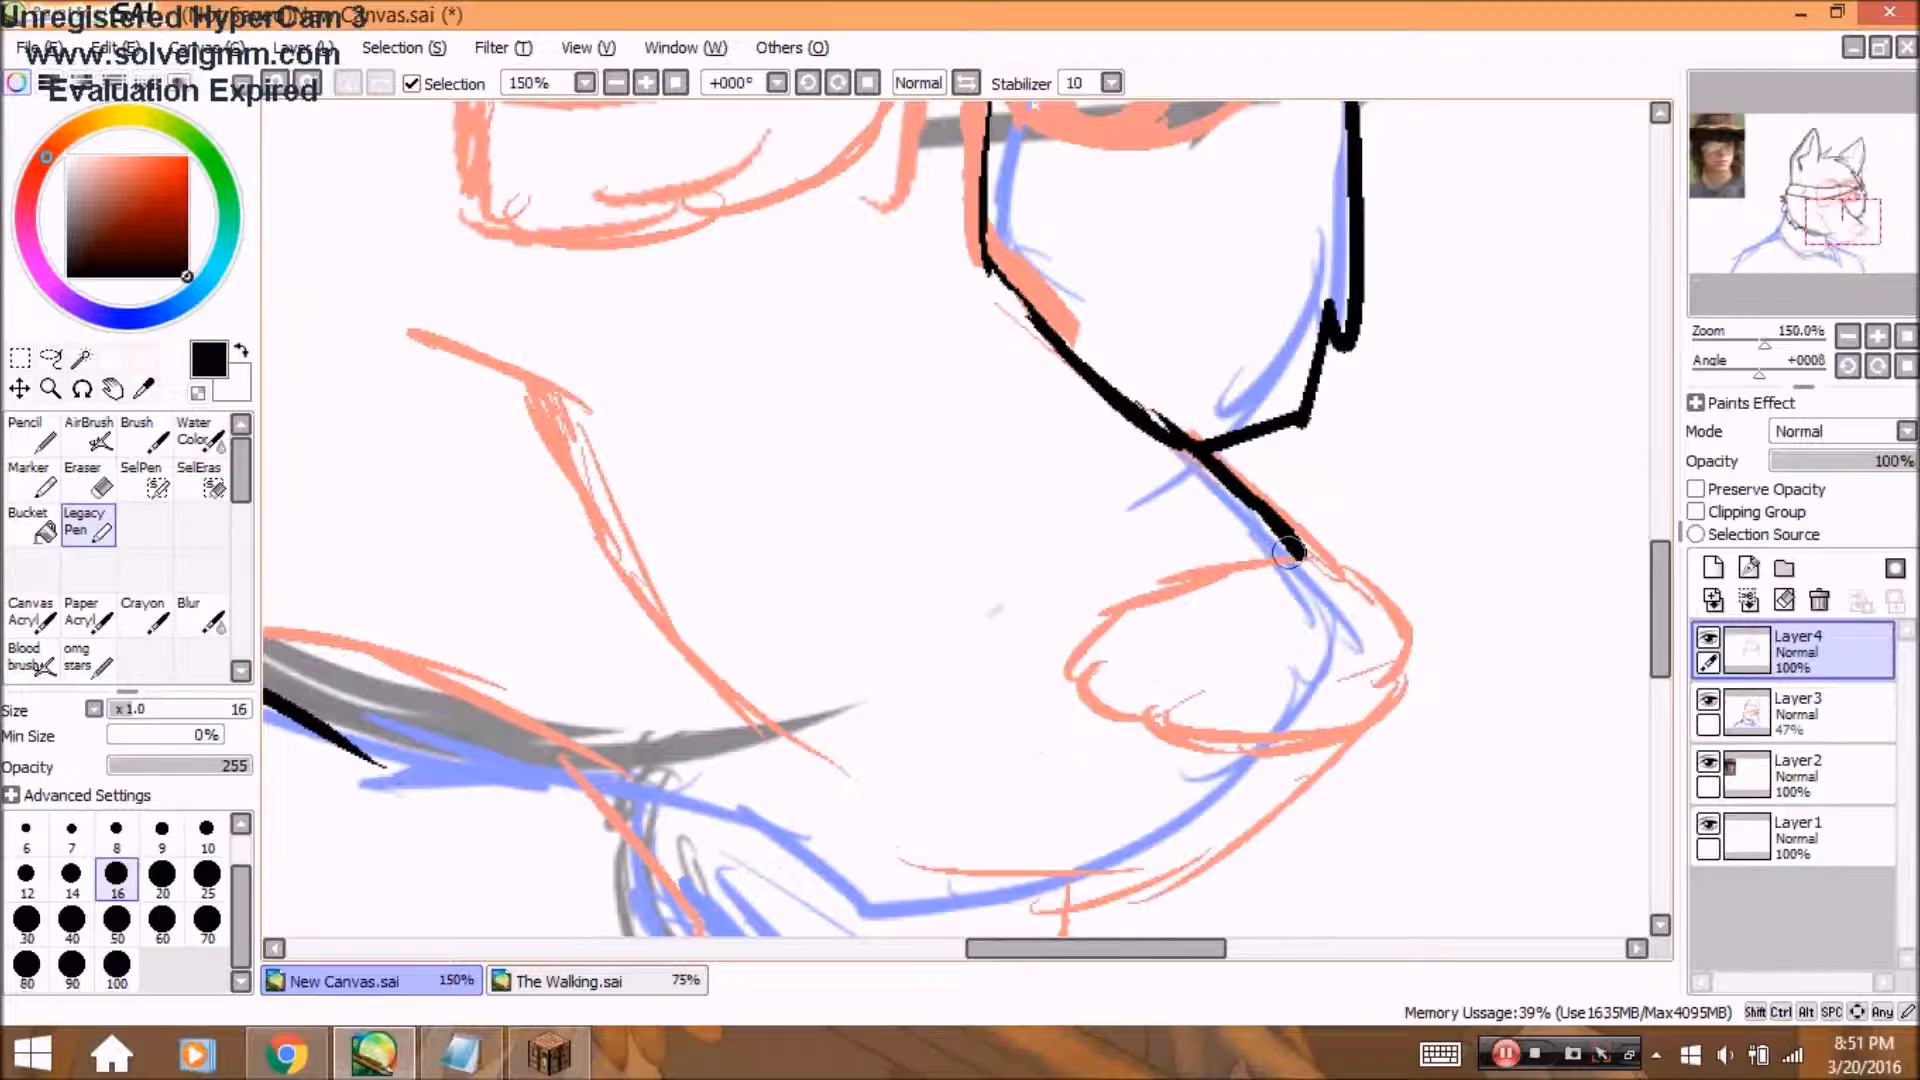 (Not Saved)New Canvas.sai (*)
Unregistered HyperCam 3
www.solveigmm.com
Evaluation Expired
File (F) Edit (E) Canvas (C) Layer (L) Selection (S) Filter (T) View (V) Window (W) Others (O)
Selection 150% +000° Normal Stabilizer 10
Zoom 150.0%
Angle +000
Paints Effect
Mode Normal
Opacity 100%
Preserve Opacity
Clipping Group
Selection Source
Pencil AirBrush Brush Water Color
Marker Eraser SelPen SelEras
Bucket Legacy Pen
Canvas Acryl Paper Acryl Crayon Blur
Blood brush omg stars
Size x1.0 16
Min Size 0%
Opacity 255
Advanced Settings
6 7 8 9 10
12 14 16 20 25
30 40 50 60 70
80 90 100
Layer4
Normal
100%
Layer3
Normal
47%
Layer2
Normal
100%
Layer1
Normal
100%
New Canvas.sai 150% The Walking.sai 75%
Memory Ussage:39% (Use1635MB/Max4095MB) Shift Ctrl Alt SPC Any
8:51 PM
3/20/2016